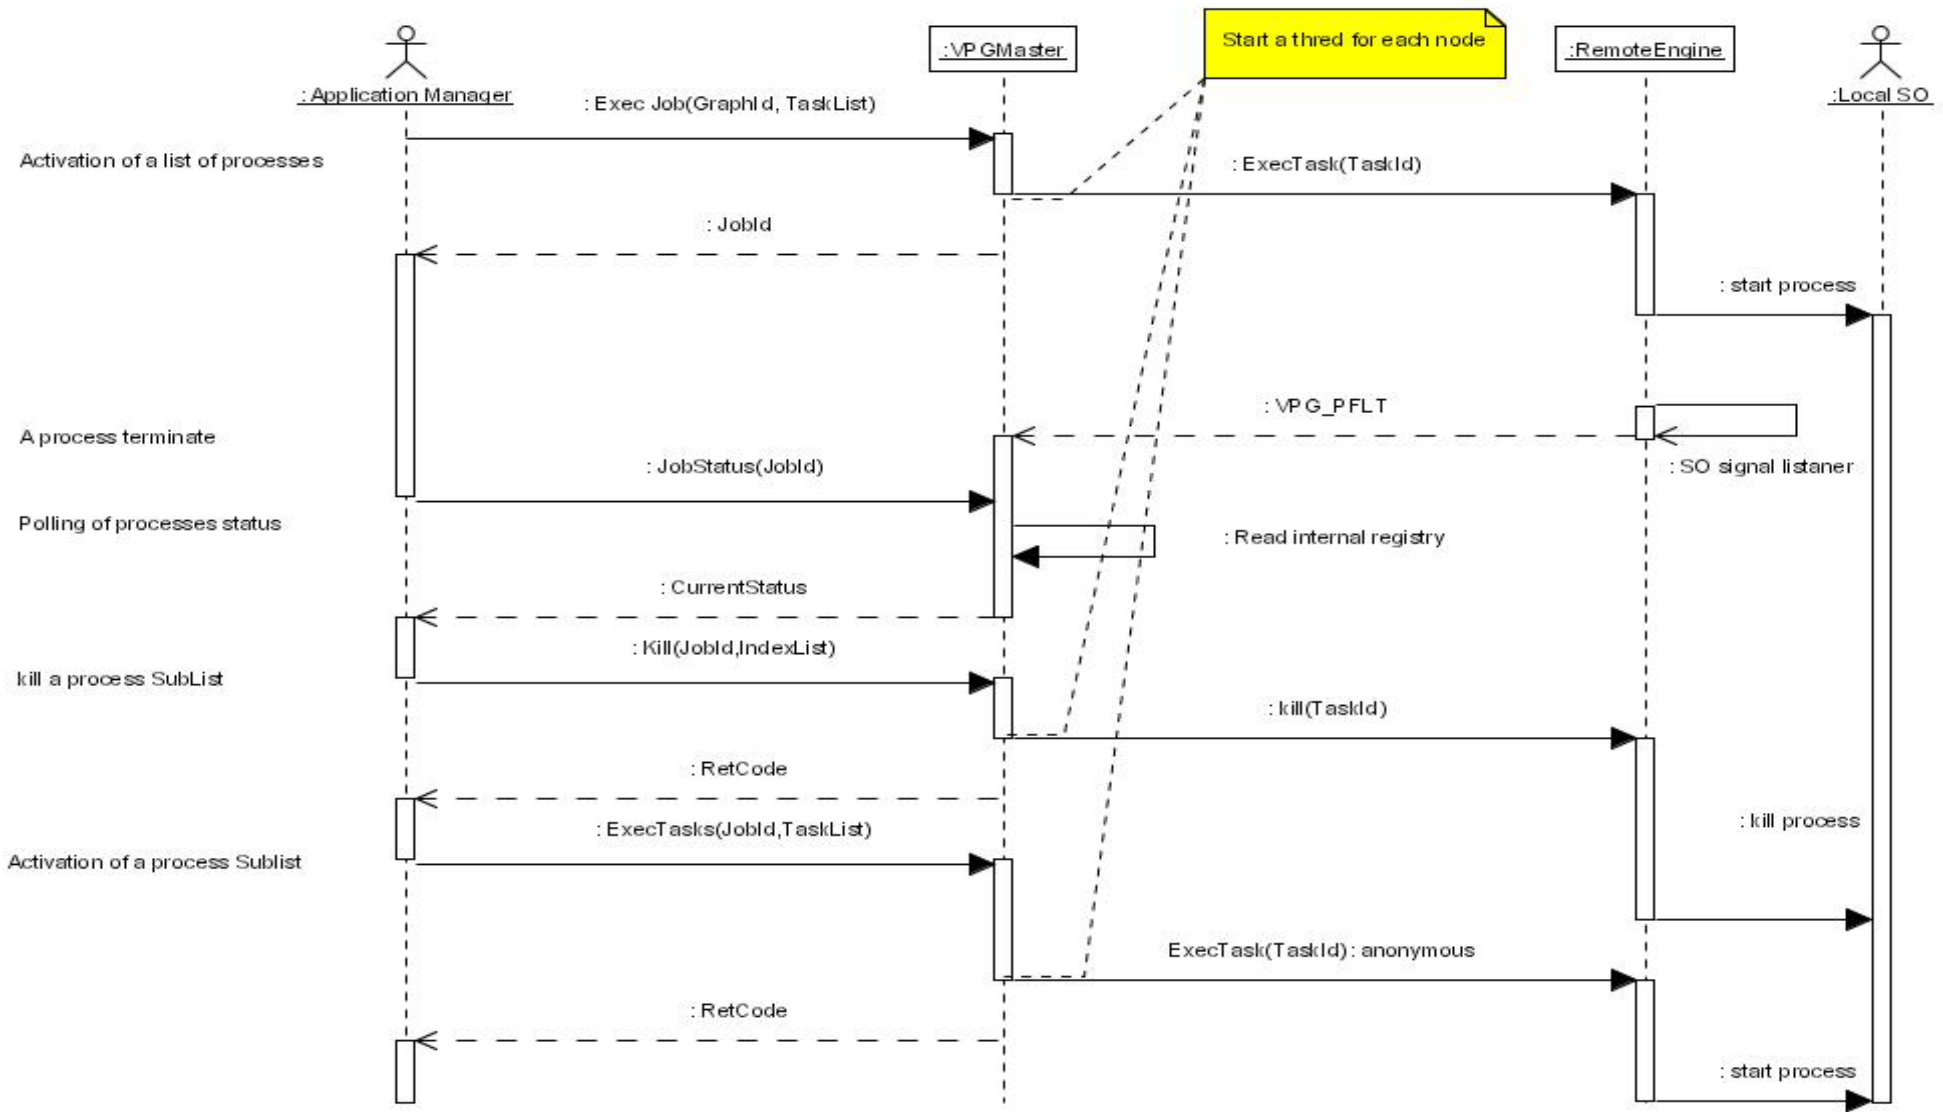 Start a thred for each node
:VPGMaster
:RemoteEngine
: Application Manager
:Local SO
: Exec Job(GraphId, TaskList)
Activation of a list of processes
: ExecTask(TaskId)
: JobId
: start process
: VPG_PFLT
A process terminate
: JobStatus(JobId)
: SO signal listaner
Polling of processes status
: Read internal registry
: CurrentStatus
: Kill(JobId,IndexList)
kill a process SubList
: kill(TaskId)
: RetCode
: kill process
: ExecTasks(JobId,TaskList)
Activation of a process Sublist
ExecTask(TaskId) : anonymous
: RetCode
: start process